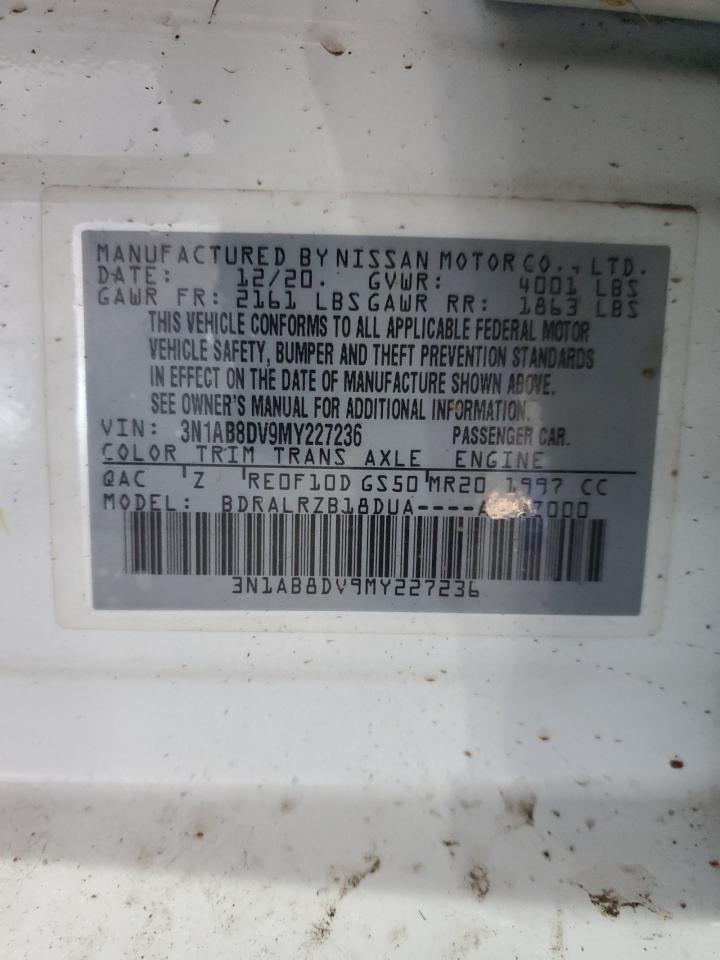 MANUFACTURED BY NISSAN MOTOR CO., LTD.
DATE: 12/20. GVWR: 4001 LBS
GAWR FR: 2161 LBS GAWR RR: 1863 LBS
THIS VEHICLE CONFORMS TO ALL APPLICABLE FEDERAL MOTOR
VEHICLE SAFETY, BUMPER AND THEFT PREVENTION STANDARDS
IN EFFECT ON THE DATE OF MANUFACTURE SHOWN ABOVE.
SEE OWNER'S MANUAL FOR ADDITIONAL INFORMATION.
VIN: 3N1AB8DV9MY227236 PASSENGER CAR.
COLOR TRIM TRANS AXLE ENGINE
QAC Z RE0F10D GS50 MR20 1997 CC
MODEL: BDRALRZB18DUA----
3N1AB8DV9MY227236